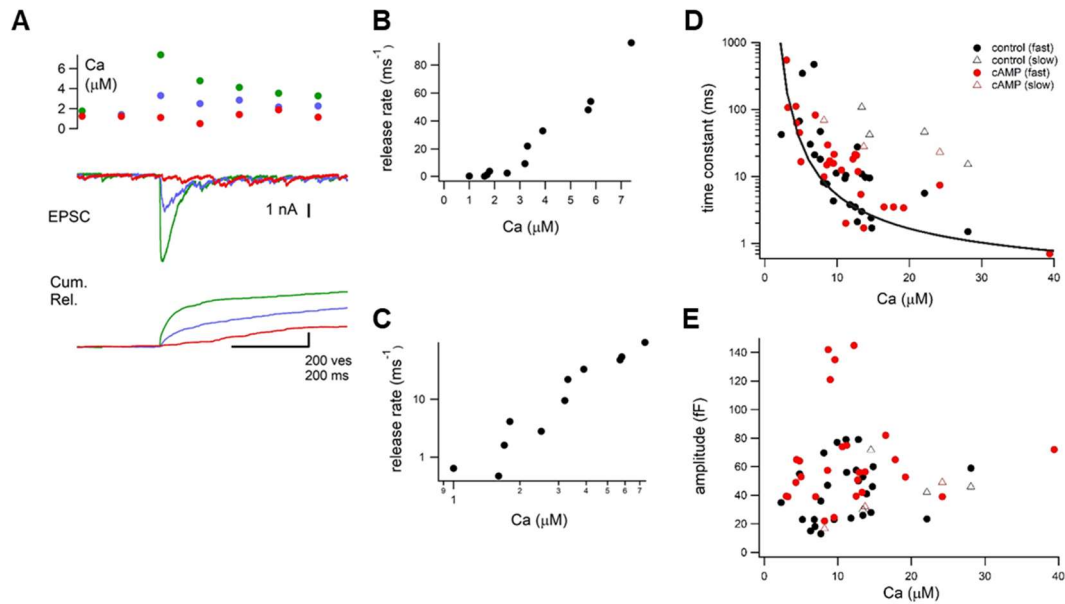 A
Ca
(μM)
6
4
2
0
EPSC
1 nA
Cum.
Rel.
200 ves
200 ms
B
release rate (ms-1)
80
60
40
20
0
0 1 2 3 4 5 6 7
Ca (μM)
C
release rate (ms-1)
10
1
9 1 2 3 4 5 6 7
Ca (μM)
D
time constant (ms)
1000
100
10
1
control (fast)
control (slow)
cAMP (fast)
cAMP (slow)
0 10 20 30 40
Ca (μM)
E
amplitude (fF)
140
120
100
80
60
40
20
0
0 10 20 30 40
Ca (μM)